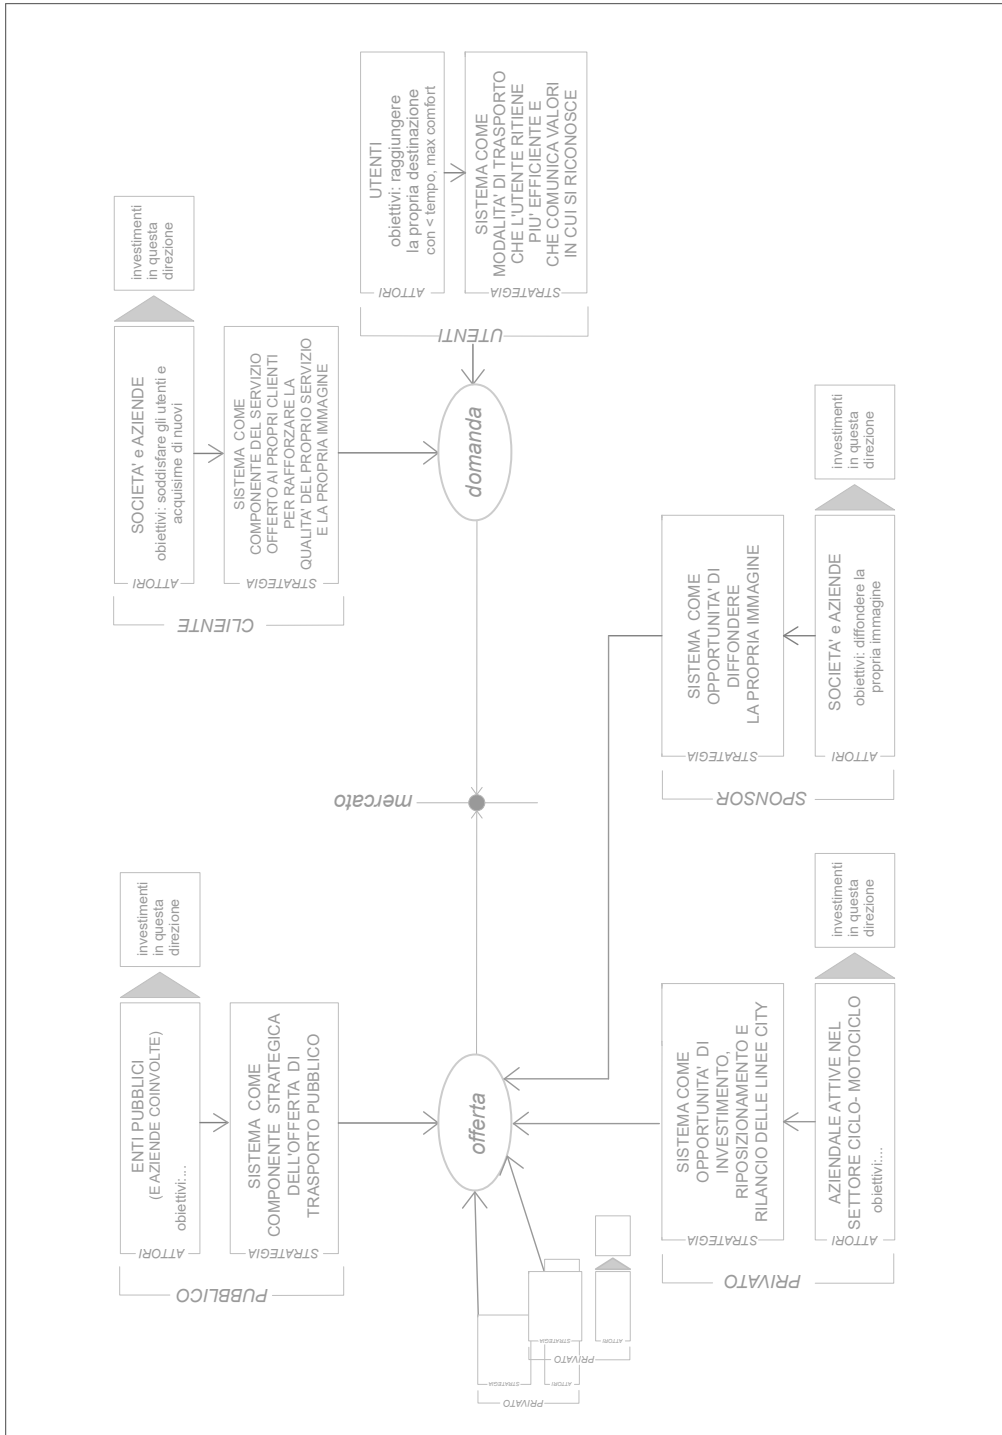 PUBBLICO
ATTORI
ENTI PUBBLICI
(E AZIENDE COINVOLTE)
obiettivi:...
investimenti
in questa
direzione
STRATEGIA
SISTEMA COME
COMPONENTE STRATEGICA
DELL'OFFERTA DI
TRASPORTO PUBBLICO
CLIENTE
ATTORI
SOCIETA' e AZIENDE
obiettivi: soddisfare gli utenti e
acquisirne di nuovi
investimenti
in questa
direzione
STRATEGIA
SISTEMA COME
COMPONENTE DEL SERVIZIO
OFFERTO AI PROPRI CLIENTI
PER RAFFORZARE LA
QUALITA' DEL PROPRIO SERVIZIO
E LA PROPRIA IMMAGINE
UTENTI
ATTORI
UTENTI
obiettivi: raggiungere
la propria destinazione
con < tempo, max comfort
STRATEGIA
SISTEMA COME
MODALITA' DI TRASPORTO
CHE L'UTENTE RITIENE
PIU' EFFICIENTE E
CHE COMUNICA VALORI
IN CUI SI RICONOSCE
offerta
mercato
domanda
PRIVATO
STRATEGIA
ATTORI
PRIVATO
STRATEGIA
ATTORI
PRIVATO
STRATEGIA
SISTEMA COME
OPPORTUNITA' DI
INVESTIMENTO,
RIPOSIZIONAMENTO E
RILANCIO DELLE LINEE CITY
ATTORI
AZIENDALE ATTIVE NEL
SETTORE CICLO- MOTOCICLO
obiettivi:...
investimenti
in questa
direzione
SPONSOR
STRATEGIA
SISTEMA COME
OPPORTUNITA' DI
DIFFONDERE
LA PROPRIA IMMAGINE
ATTORI
SOCIETA' e AZIENDE
obiettivi: diffondere la
propria immagine
investimenti
in questa
direzione